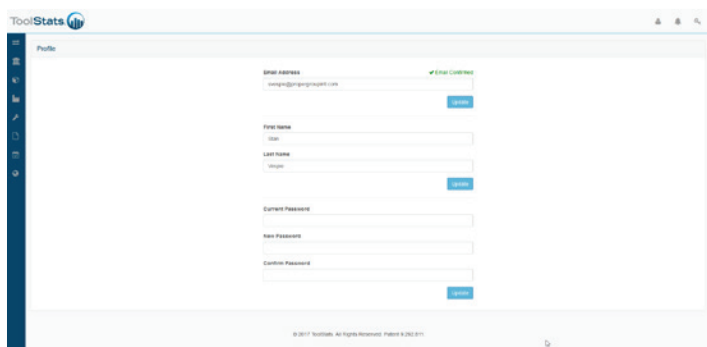 ToolStats
Profile
Email Address
✔ Email Confirmed
Update
First Name
Last Name
Update
Current Password
New Password
Confirm Password
Update
© 2017 ToolStats. All Rights Reserved. Patent